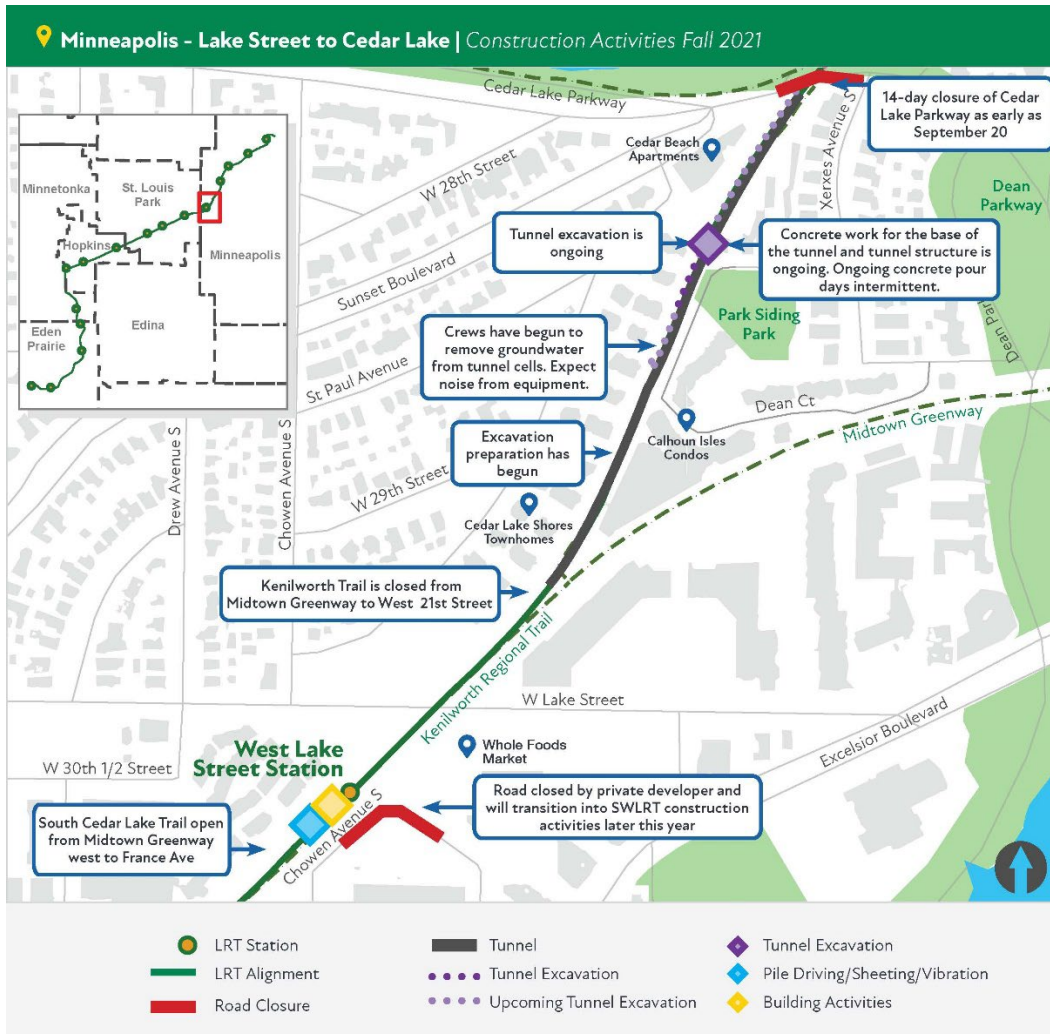 Minneapolis - Lake Street to Cedar Lake | Construction Activities Fall 2021
Cedar Lake Parkway
14-day closure of Cedar
Lake Parkway as early as
September 20
Xerxes Avenue S
Cedar Beach
Apartments
W 28th Street
Dean
Parkway
Minnetonka
St. Louis
Park
Hopkins
Minneapolis
Eden
Prairie
Edina
Tunnel excavation is
ongoing
Concrete work for the base of
the tunnel and tunnel structure is
ongoing. Ongoing concrete pour
days intermittent.
Sunset Boulevard
Park Siding
Park
Dean Par
Crews have begun to
remove groundwater
from tunnel cells. Expect
noise from equipment.
St Paul Avenue
Dean Ct
Midtown Greenway
Calhoun Isles
Condos
Excavation
preparation has
begun
Drew Avenue S
Chowen Avenue S
W 29th Street
Cedar Lake Shores
Townhomes
Kenilworth Trail is closed from
Midtown Greenway to West 21st Street
Kenilworth Regional Trail
W Lake Street
Excelsior Boulevard
West Lake
Street Station
Whole Foods
Market
W 30th 1/2 Street
Road closed by private developer and
will transition into SWLRT construction
activities later this year
South Cedar Lake Trail open
from Midtown Greenway
west to France Ave
Chowen Avenue S
LRT Station
LRT Alignment
Road Closure
Tunnel
Tunnel Excavation
Upcoming Tunnel Excavation
Tunnel Excavation
Pile Driving/Sheeting/Vibration
Building Activities